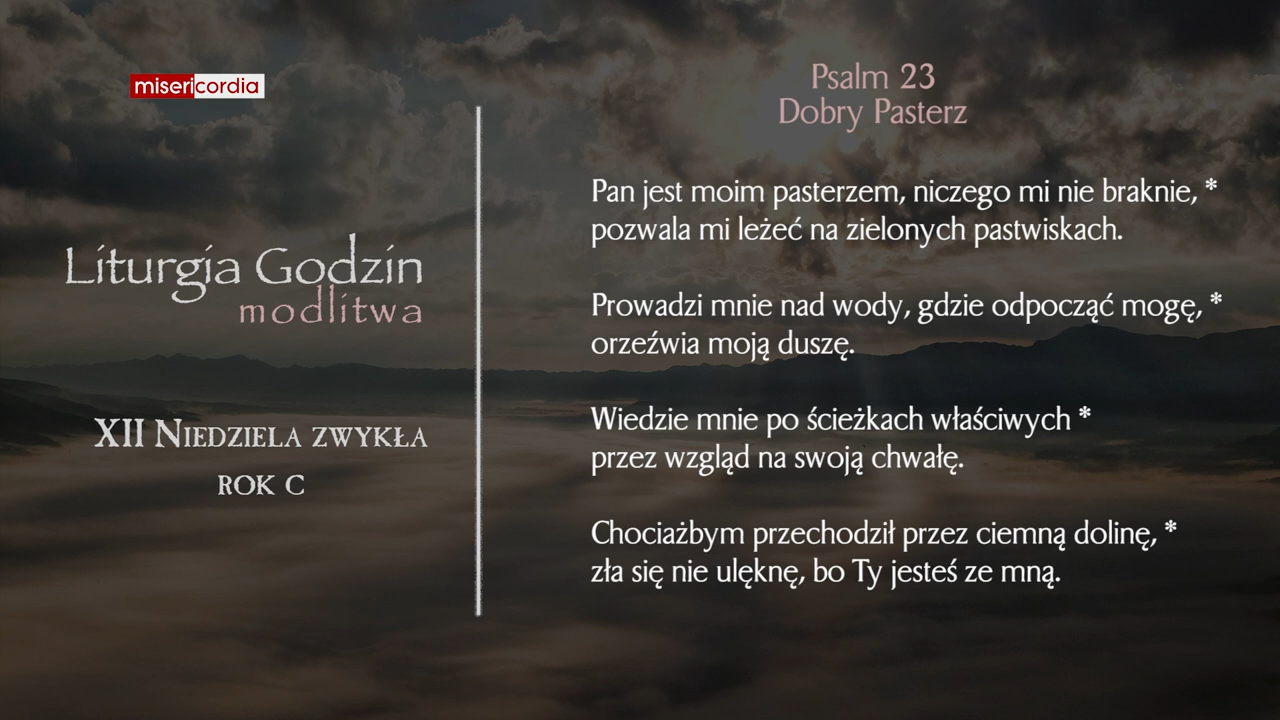 misericordia
Liturgia Godzin
modlitwa
XII Niedziela zwykła
rok C
Psalm 23
Dobry Pasterz
Pan jest moim pasterzem, niczego mi nie braknie, *
pozwala mi leżeć na zielonych pastwiskach.
Prowadzi mnie nad wody, gdzie odpocząć mogę, *
orzeźwia moją duszę.
Wiedzie mnie po ścieżkach właściwych *
przez wzgląd na swoją chwałę.
Chociażbym przechodził przez ciemną dolinę, *
zła się nie ulęknę, bo Ty jesteś ze mną.